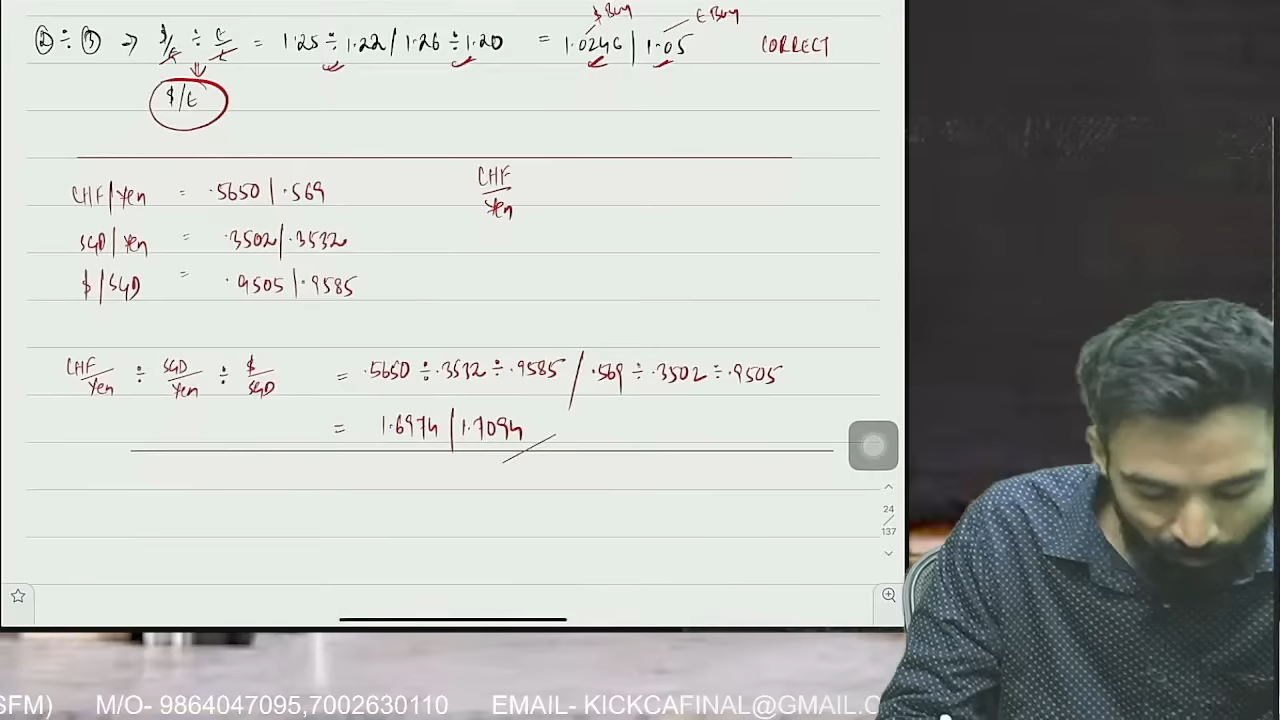 $ Buy £ Buy
② ÷ ③ ⇒ $/£ ÷ €/£ = 1.25 ÷ 1.22 / 1.26 ÷ 1.20 = 1.0246 | 1.05 CORRECT
$/€
CHF/Yen = .5650 | .569 CHF/Yen
SGD/Yen = .3502 | .3532
$/SGD = .9505 | .9585
CHF/Yen ÷ SGD/Yen ÷ $/SGD = .5650 ÷ .3532 ÷ .9585 / .569 ÷ .3502 ÷ .9505
= 1.6974 | 1.7094
24
/
137
SFM) M/O- 9864047095,7002630110 EMAIL- KICKCAFINAL@GMAIL.C